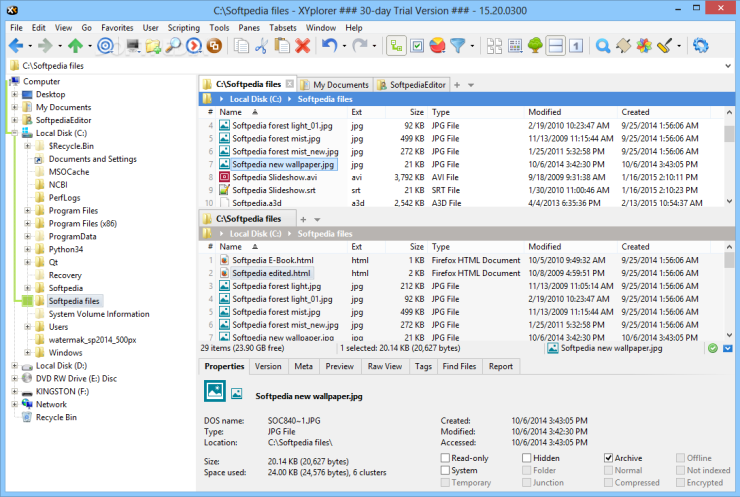 C:\Softpedia files - XYplorer ### 30-day Trial Version ### - 15.20.0300
File Edit View Go Favorites User Scripting Tools Panes Tabsets Window Help
C:\Softpedia files
Computer
Desktop
My Documents
SoftpediaEditor
Local Disk (C:)
$Recycle.Bin
Documents and Settings
MSOCache
NCBI
PerfLogs
Program Files
Program Files (x86)
ProgramData
Python34
Qt
Recovery
Softpedia
Softpedia files
System Volume Information
Users
watermark_sp2014_500px
Windows
Local Disk (D:)
DVD RW Drive (E:) Disc
KINGSTON (F:)
Network
Recycle Bin
C:\Softpedia files My Documents SoftpediaEditor
Local Disk (C:) Softpedia files
# Name Ext Size Type Modified Created
4 Softpedia forest light_01.jpg jpg 92 KB JPG File 2/19/2010 10:23:47 AM 9/25/2014 1:56:06 AM
5 Softpedia forest mist.jpg jpg 499 KB JPG File 11/13/2009 11:15:44 AM 9/25/2014 1:56:06 AM
6 Softpedia forest mist_new.jpg jpg 272 KB JPG File 1/25/2011 5:32:58 PM 9/25/2014 1:56:06 AM
7 Softpedia new wallpaper.jpg jpg 21 KB JPG File 10/6/2014 3:42:30 PM 10/6/2014 3:43:05 PM
8 Softpedia Slideshow.avi avi 3,792 KB AVI File 9/18/2009 9:31:38 AM 1/16/2015 2:10:11 PM
9 Softpedia Slideshow.srt srt 21 KB SRT File 1/30/2010 11:00:46 AM 1/16/2015 2:10:23 PM
10 Softpedia.a3d a3d 2,542 KB A3D File 4/4/2013 6:35:36 PM 2/13/2015 10:54:37 AM
C:\Softpedia files
Local Disk (C:) Softpedia files
# Name Ext Size Type Modified Created
1 Softpedia E-Book.html html 1 KB Firefox HTML Document 10/5/2010 9:49:32 AM 9/25/2014 1:56:06 AM
2 Softpedia edited.html html 2 KB Firefox HTML Document 10/8/2009 4:59:51 PM 9/25/2014 1:56:06 AM
3 Softpedia forest light.jpg jpg 212 KB JPG File 11/13/2009 11:05:14 AM 9/25/2014 1:56:06 AM
4 Softpedia forest light_01.jpg jpg 92 KB JPG File 2/19/2010 10:23:47 AM 9/25/2014 1:56:06 AM
5 Softpedia forest mist.jpg jpg 499 KB JPG File 11/13/2009 11:15:44 AM 9/25/2014 1:56:06 AM
6 Softpedia forest mist_new.jpg jpg 272 KB JPG File 1/25/2011 5:32:58 PM 9/25/2014 1:56:06 AM
7 Softpedia new wallpaper.jpg jpg 21 KB JPG File 10/6/2014 3:42:30 PM 10/6/2014 3:43:05 PM
29 items (23.90 GB free) 1 selected: 20.14 KB (20,627 bytes) Softpedia new wallpaper.jpg
Properties Version Meta Preview Raw View Tags Find Files Report
Softpedia new wallpaper.jpg
DOS name: SOC840~1.JPG Created: 10/6/2014 3:43:05 PM
Type: JPG File Modified: 10/6/2014 3:42:30 PM
Location: C:\Softpedia files\ Accessed: 10/6/2014 3:43:05 PM
Read-only Hidden Archive Offline
Size: 20.14 KB (20,627 bytes) System Folder Normal Not indexed
Space used: 24.00 KB (24,576 bytes), 6 clusters Temporary Junction Compressed Encrypted